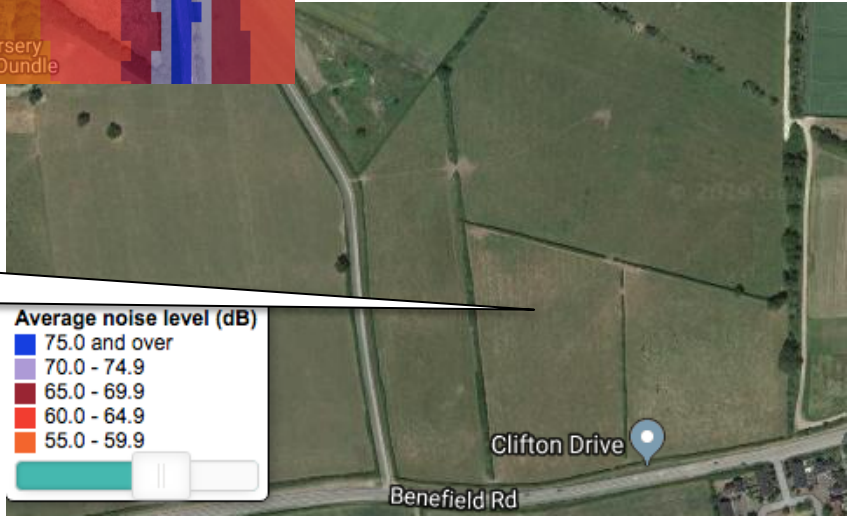 rsery
Oundle
Average noise level (dB)
75.0 and over
70.0 - 74.9
65.0 - 69.9
60.0 - 64.9
55.0 - 59.9
Clifton Drive
Benefield Rd